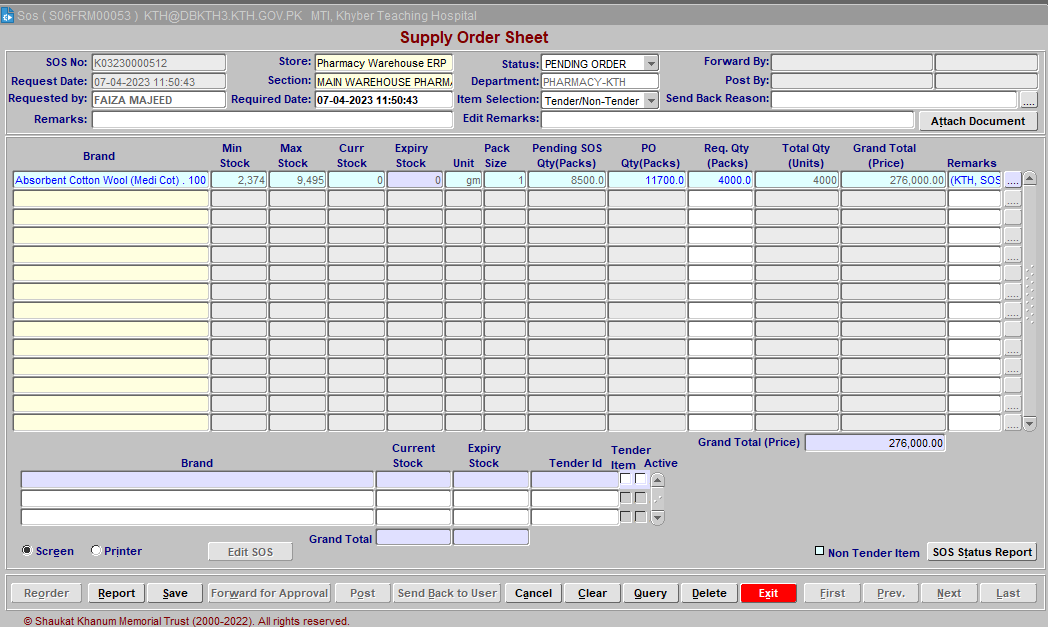 Sos ( S06FRM00053 ) KTH@DBKTH3.KTH.GOV.PK MTI, Khyber Teaching Hospital
Supply Order Sheet
SOS No: K03230000512 Store: Pharmacy Warehouse ERP Status: PENDING ORDER Forward By:
Request Date: 07-04-2023 11:50:43 Section: MAIN WAREHOUSE PHARMA Department: PHARMACY-KTH Post By:
Requested by: FAIZA MAJEED Required Date: 07-04-2023 11:50:43 Item Selection: Tender/Non-Tender Send Back Reason: ....
Remarks: Edit Remarks: Attach Document
Brand Min Stock Max Stock Curr Stock Expiry Stock Unit Pack Size Pending SOS Qty(Packs) PO Qty(Packs) Req. Qty (Packs) Total Qty (Units) Grand Total (Price) Remarks
Absorbent Cotton Wool (Medi Cot) . 100 2,374 9,495 0 0 gm 1 8500.0 11700.0 4000.0 4000 276,000.00 (KTH, SOS ....
Grand Total (Price) 276,000.00
Brand Current Stock Expiry Stock Tender Id Tender Item Active
Grand Total
Screen Printer Edit SOS Non Tender Item SOS Status Report
Reorder Report Save Forward for Approval Post Send Back to User Cancel Clear Query Delete Exit First Prev. Next Last
© Shaukat Khanum Memorial Trust (2000-2022). All rights reserved.